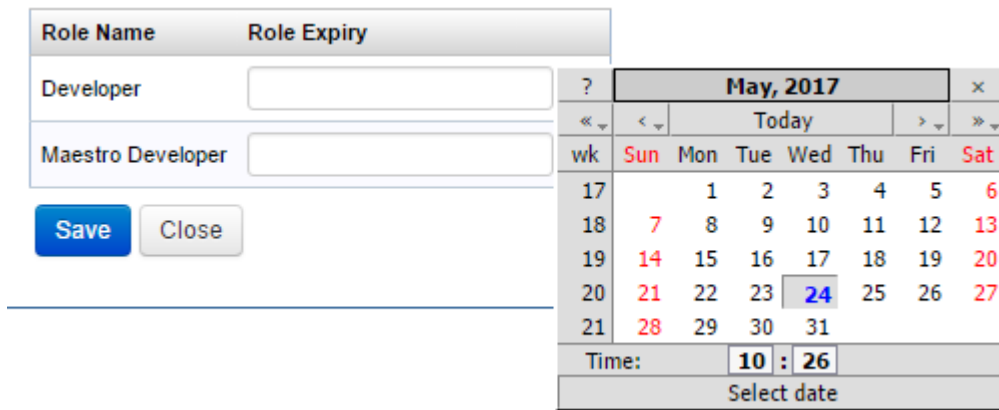 Role Name Role Expiry
Developer
Maestro Developer
Save Close
? May, 2017 ×
« ‹ Today › »
wk Sun Mon Tue Wed Thu Fri Sat
17 1 2 3 4 5 6
18 7 8 9 10 11 12 13
19 14 15 16 17 18 19 20
20 21 22 23 24 25 26 27
21 28 29 30 31
Time: 10 : 26
Select date